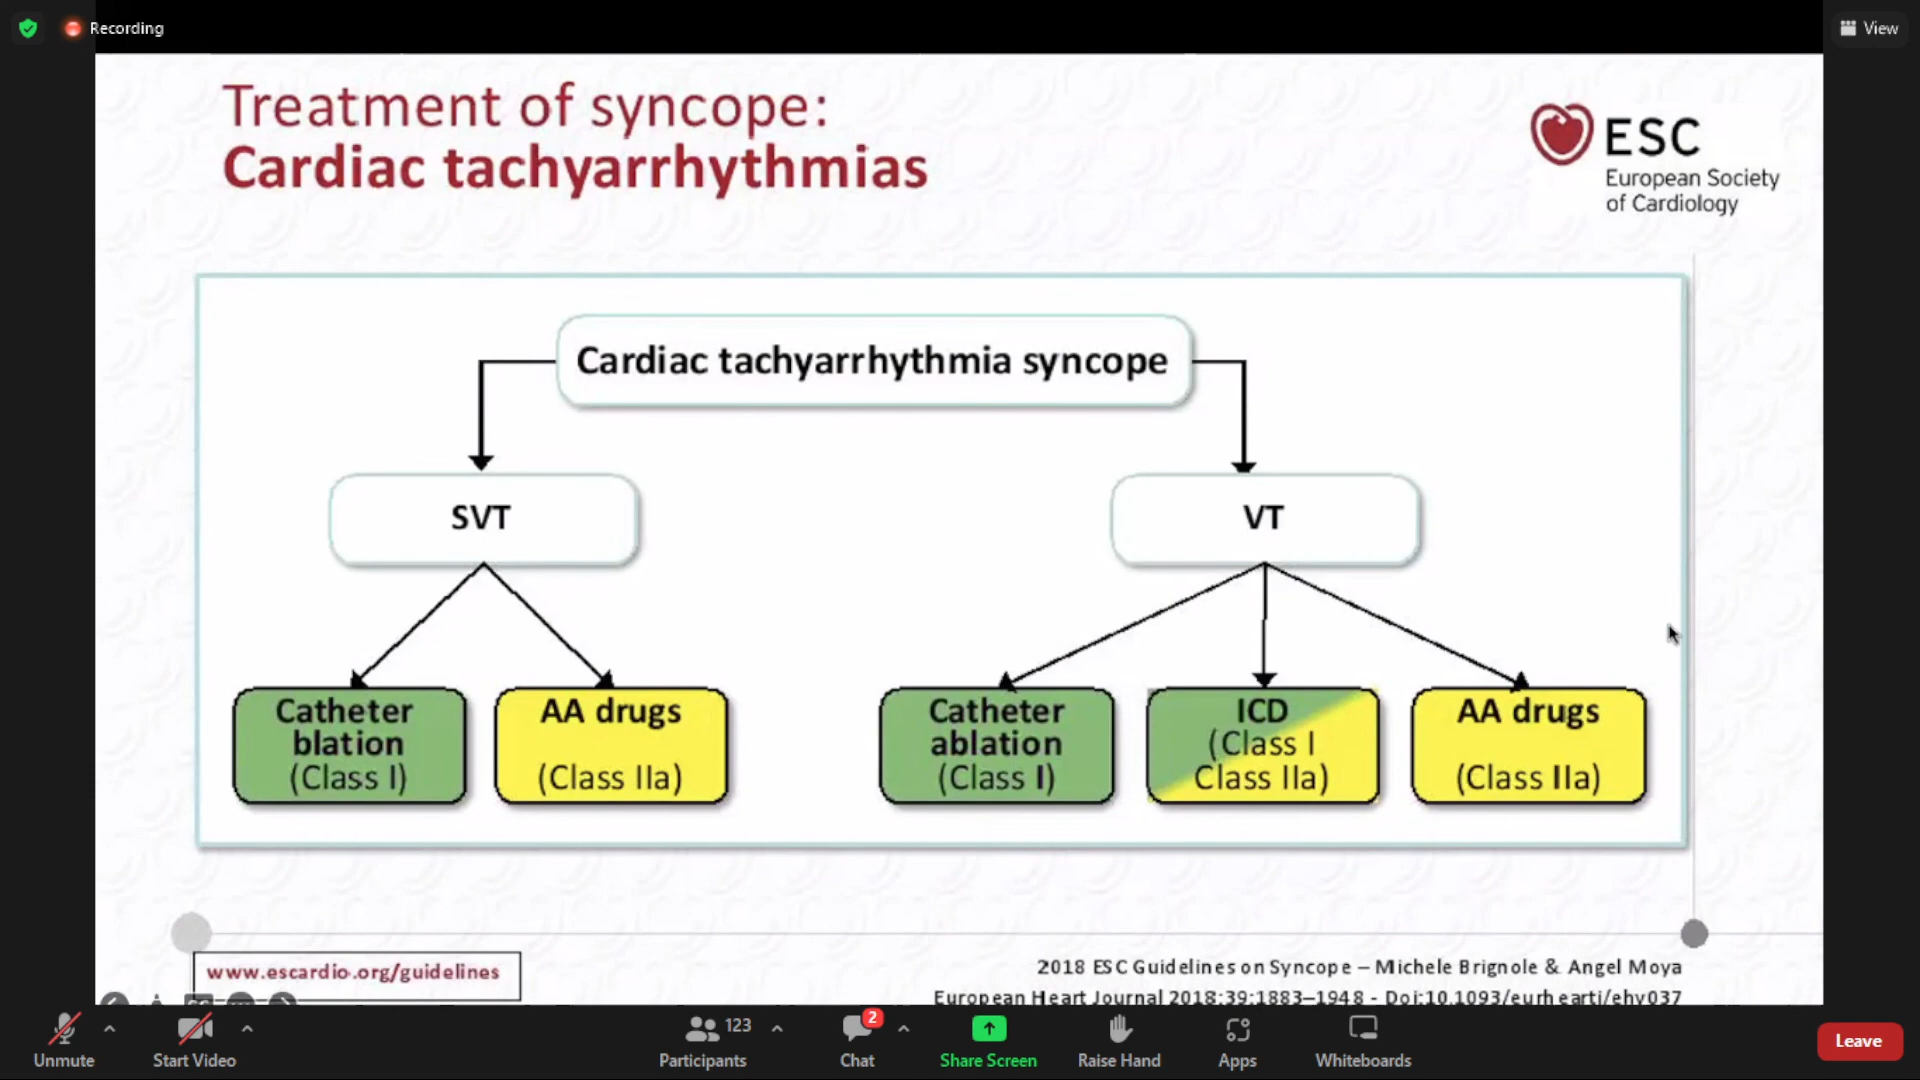 Recording
View
Treatment of syncope:
Cardiac tachyarrhythmias
ESC
European Society
of Cardiology
Cardiac tachyarrhythmia syncope
SVT
VT
Catheter
blation
(Class I)
AA drugs
(Class IIa)
Catheter
ablation
(Class I)
ICD
(Class I
Class IIa)
AA drugs
(Class IIa)
www.escardio.org/guidelines
2018 ESC Guidelines on Syncope – Michele Brignole & Angel Moya
European Heart Journal 2018;39:1883–1948 - Doi:10.1093/eurheartj/ehy037
Unmute
Start Video
123
Participants
2
Chat
Share Screen
Raise Hand
Apps
Whiteboards
Leave